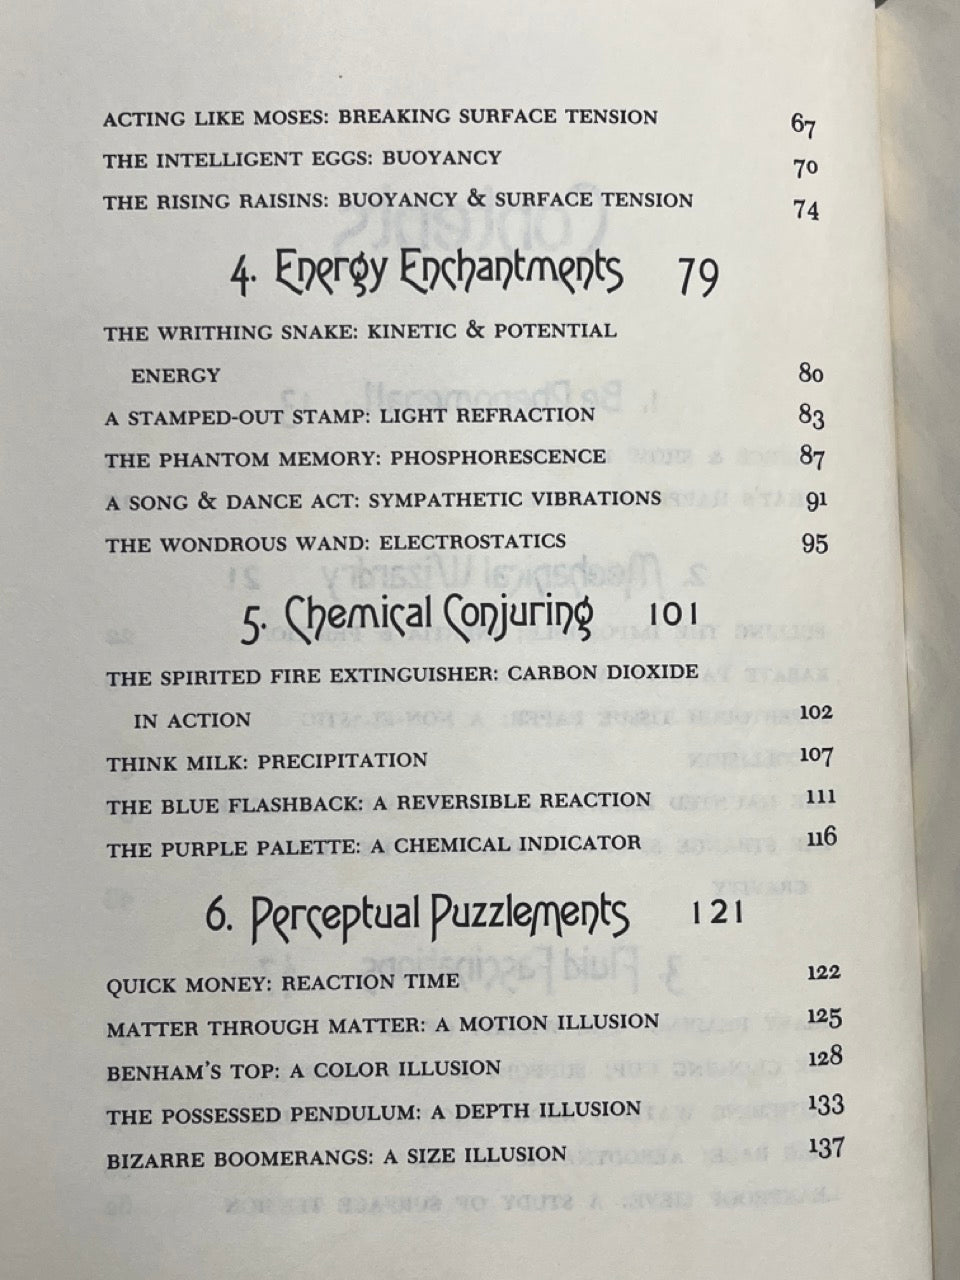 ACTING LIKE MOSES: BREAKING SURFACE TENSION 67
THE INTELLIGENT EGGS: BUOYANCY 70
THE RISING RAISINS: BUOYANCY & SURFACE TENSION 74
4. Energy Enchantments 79
THE WRITHING SNAKE: KINETIC & POTENTIAL
ENERGY 80
A STAMPED-OUT STAMP: LIGHT REFRACTION 83
THE PHANTOM MEMORY: PHOSPHORESCENCE 87
A SONG & DANCE ACT: SYMPATHETIC VIBRATIONS 91
THE WONDROUS WAND: ELECTROSTATICS 95
5. Chemical Conjuring 101
THE SPIRITED FIRE EXTINGUISHER: CARBON DIOXIDE
IN ACTION 102
THINK MILK: PRECIPITATION 107
THE BLUE FLASHBACK: A REVERSIBLE REACTION 111
THE PURPLE PALETTE: A CHEMICAL INDICATOR 116
6. Perceptual Puzzlements 121
QUICK MONEY: REACTION TIME 122
MATTER THROUGH MATTER: A MOTION ILLUSION 125
BENHAM'S TOP: A COLOR ILLUSION 128
THE POSSESSED PENDULUM: A DEPTH ILLUSION 133
BIZARRE BOOMERANGS: A SIZE ILLUSION 137